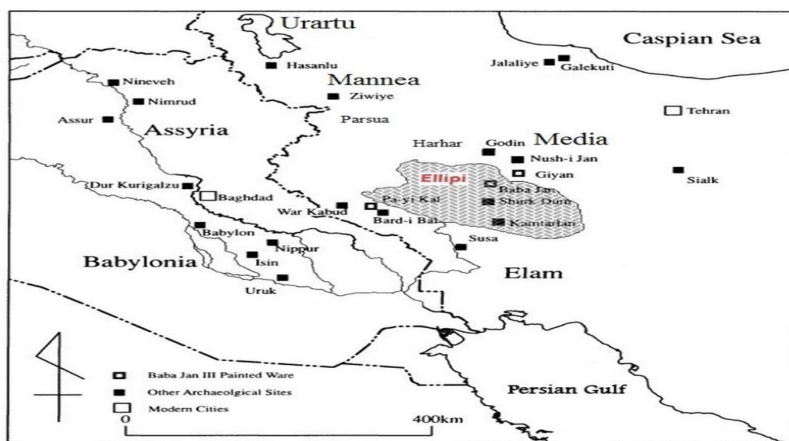 Urartu
Caspian Sea
Hasanlu
Jalaliye
Galekuti
Mannea
Nineveh
Ziwiye
Nimrud
Tehran
Parsua
Assur
Assyria
Harhar
Godin
Media
Nush-i Jan
Ellipi
Giyan
Sialk
Dur Kurigalzu
Baghdad
Baba Jan
War Kabud
Pa-yi Kal
Shurk Dum
Bard-i Bal
Kamtarlan
Babylon
Nippur
Susa
Babylonia
Isin
Elam
Uruk
Baba Jan III Painted Ware
Other Archaeolgical Sites
Modern Cities
Persian Gulf
0
400km